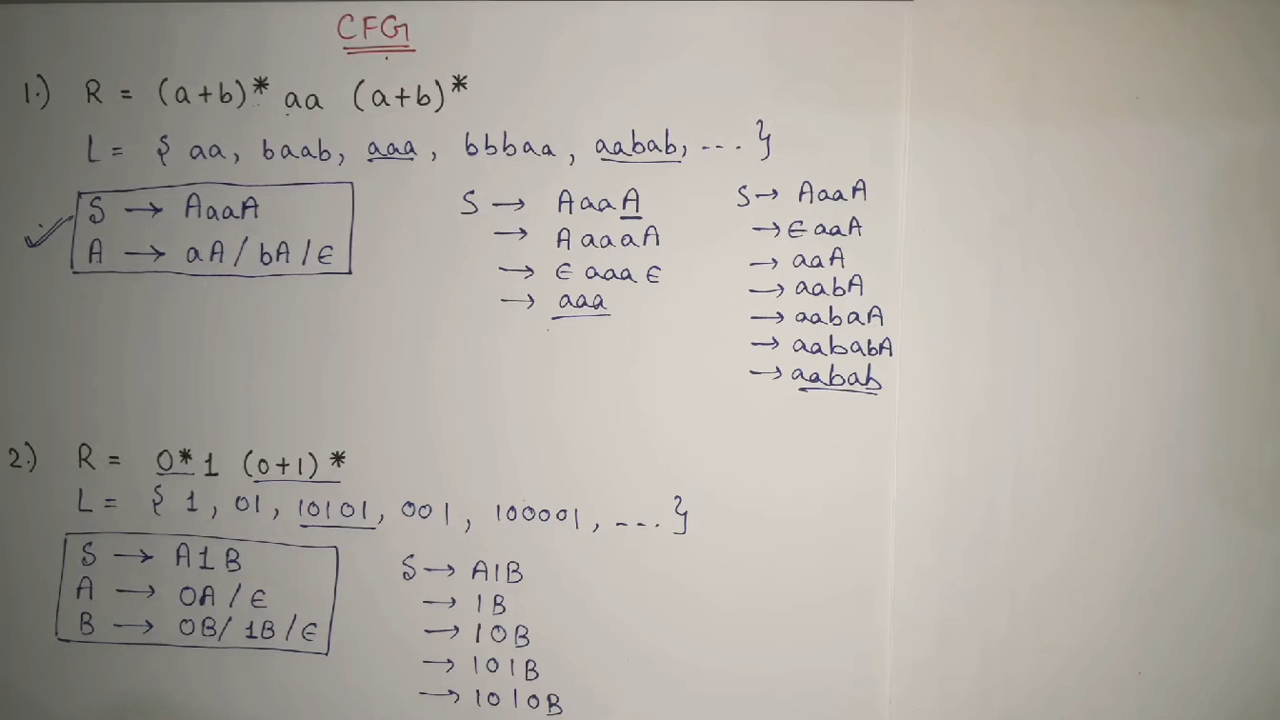 CFG
1.) R = (a+b)* aa (a+b)*
L = { aa, baab, aaa, bbbaa, aabab, ... }
S → AaaA
A → aA / bA / ϵ
S → AaaA
→ AaaaA
→ ϵ aaa ϵ
→ aaa
S → AaaA
→ ϵ aaA
→ aaA
→ aabA
→ aabaA
→ aababA
→ aabab
2.) R = 0*1 (0+1)*
L = { 1, 01, 10101, 001, 100001, ... }
S → A1B
A → 0A / ϵ
B → 0B / 1B / ϵ
S → A1B
→ 1B
→ 10B
→ 101B
→ 1010B